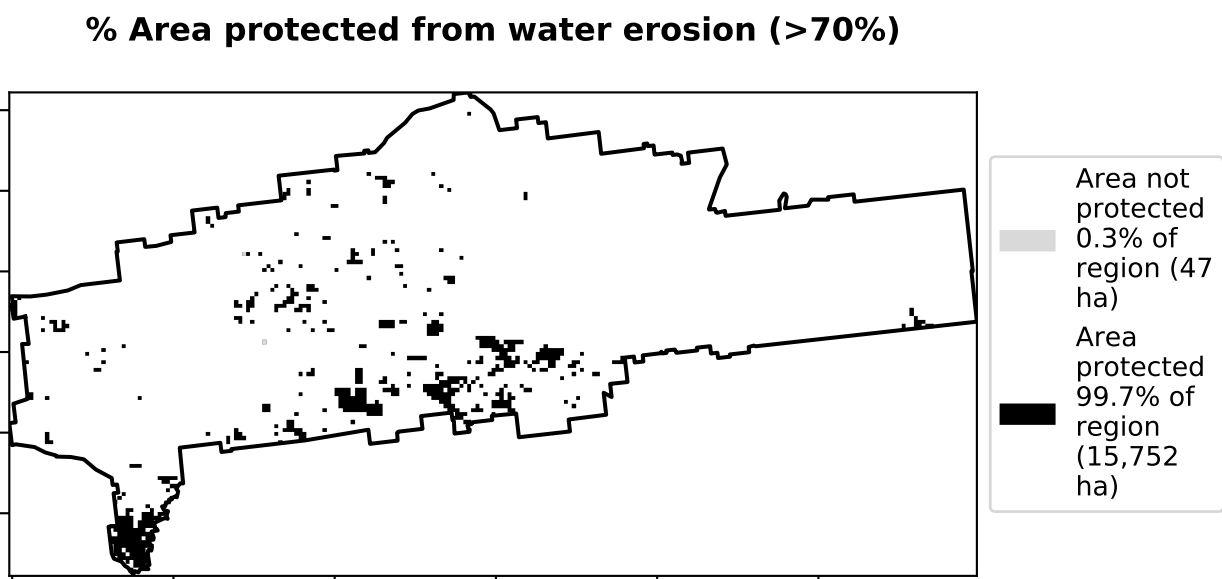 % Area protected from water erosion (>70%)
Area not
protected
0.3% of
region (47
ha)
Area
protected
99.7% of
region
(15,752
ha)